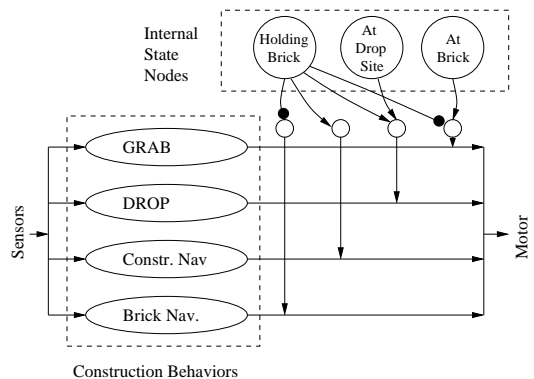 Internal
State
Nodes
Holding
Brick
At
Drop
Site
At
Brick
GRAB
DROP
Constr. Nav
Brick Nav.
Sensors
Motor
Construction Behaviors